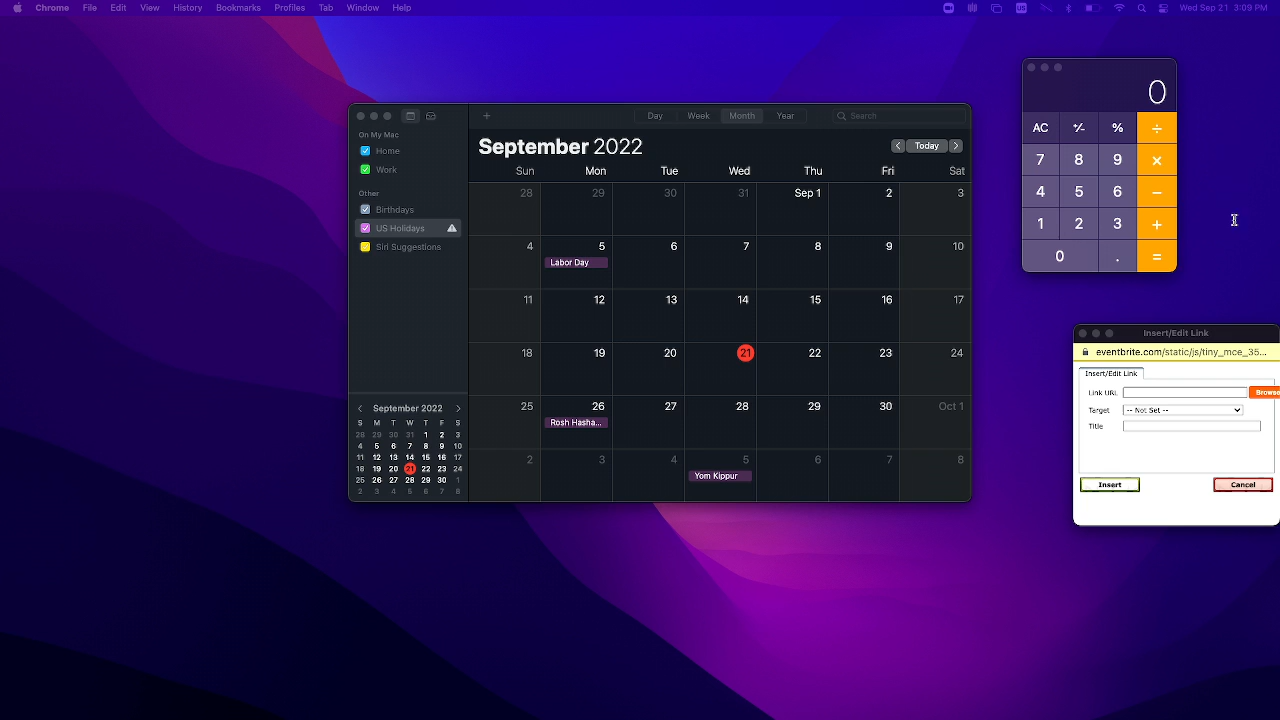 Chrome File Edit View History Bookmarks Profiles Tab Window Help US Wed Sep 21 3:09 PM
Day Week Month Year Search
On My Mac
Home
Work
Other
Birthdays
US Holidays
Siri Suggestions
September 2022
Today
Sun Mon Tue Wed Thu Fri Sat
28 29 30 31 Sep 1 2 3
4 5 6 7 8 9 10
Labor Day
11 12 13 14 15 16 17
18 19 20 21 22 23 24
25 26 27 28 29 30 Oct 1
Rosh Hasha...
2 3 4 5 6 7 8
Yom Kippur
September 2022
S M T W T F S
28 29 30 31 1 2 3
4 5 6 7 8 9 10
11 12 13 14 15 16 17
18 19 20 21 22 23 24
25 26 27 28 29 30 1
2 3 4 5 6 7 8
0
AC +/- % ÷
7 8 9 ×
4 5 6 −
1 2 3 +
0 . =
Insert/Edit Link
eventbrite.com/static/js/tiny_mce_35...
Insert/Edit Link
Link URL Browse
Target -- Not Set --
Title
Insert Cancel